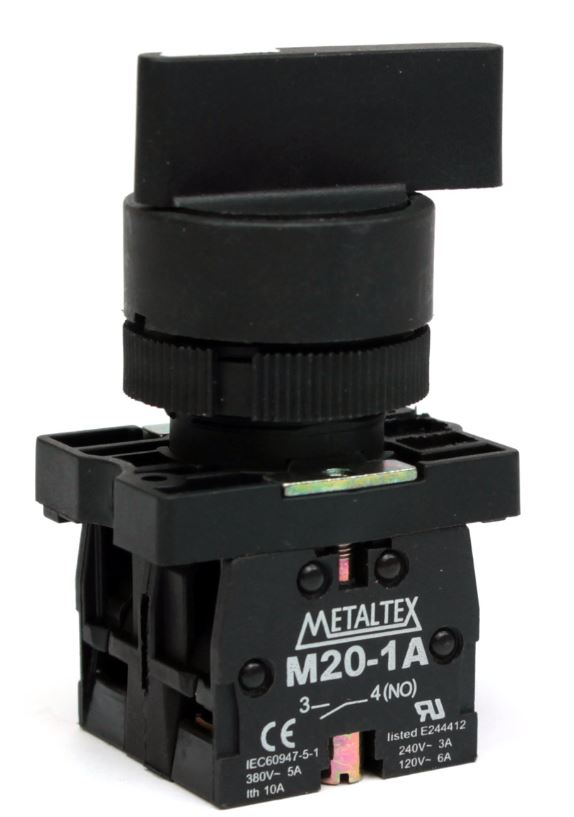 METALTEX
M20-1A
3 4(NO)
CE
IEC60947-5-1
380V~ 5A
Ith 10A
RU
listed E244412
240V~ 3A
120V~ 6A